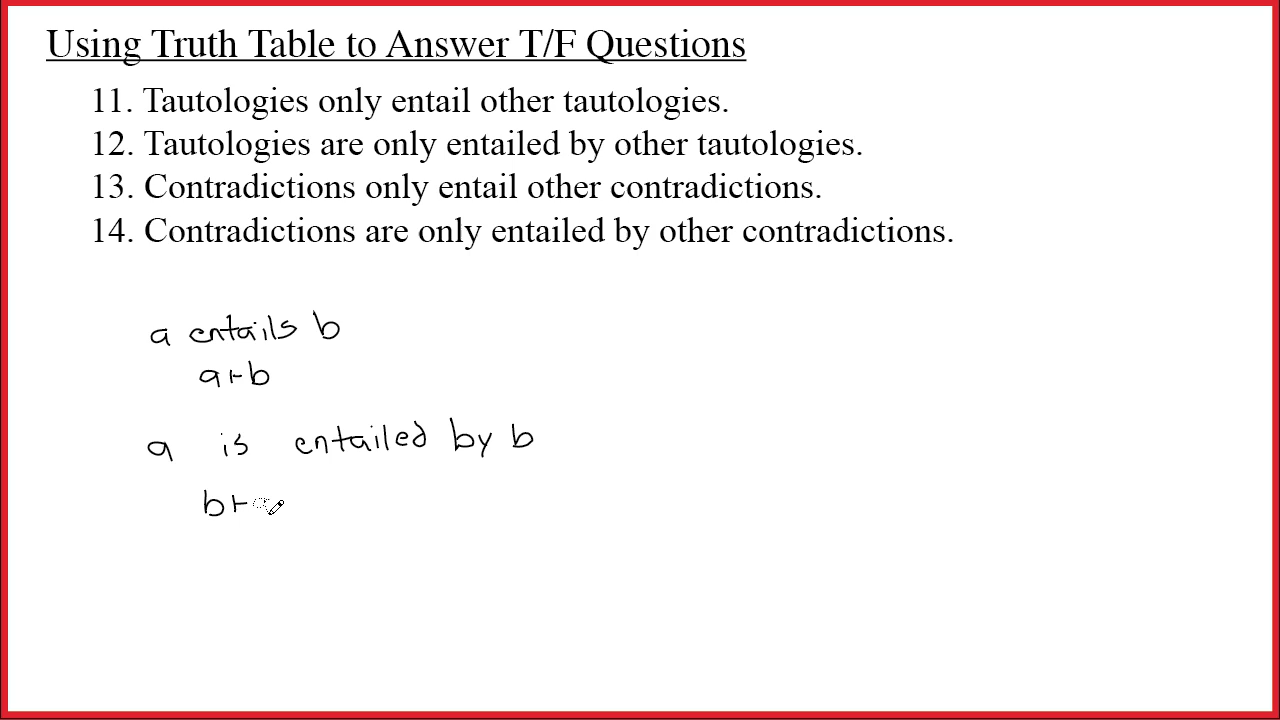 Using Truth Table to Answer T/F Questions
11. Tautologies only entail other tautologies.
12. Tautologies are only entailed by other tautologies.
13. Contradictions only entail other contradictions.
14. Contradictions are only entailed by other contradictions.
a entails b
a ⊢ b
a is entailed by b
b ⊢